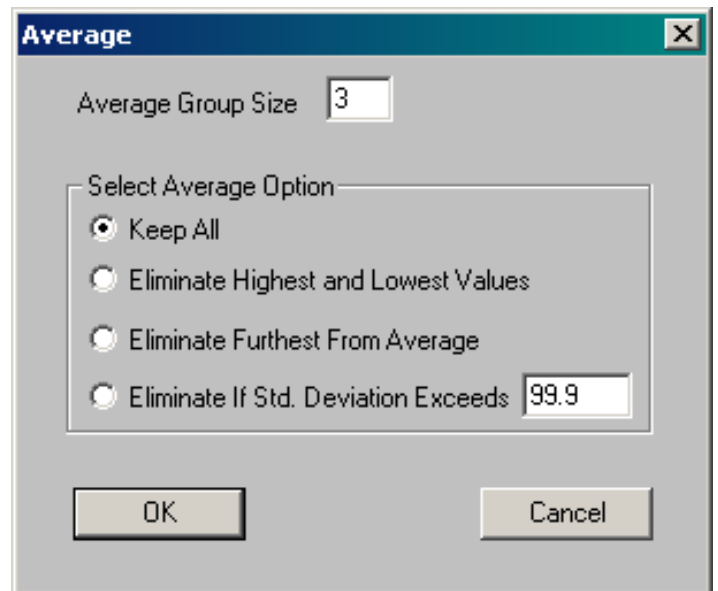 Average
Average Group Size 3
Select Average Option
Keep All
Eliminate Highest and Lowest Values
Eliminate Furthest From Average
Eliminate If Std. Deviation Exceeds 99.9
OK Cancel